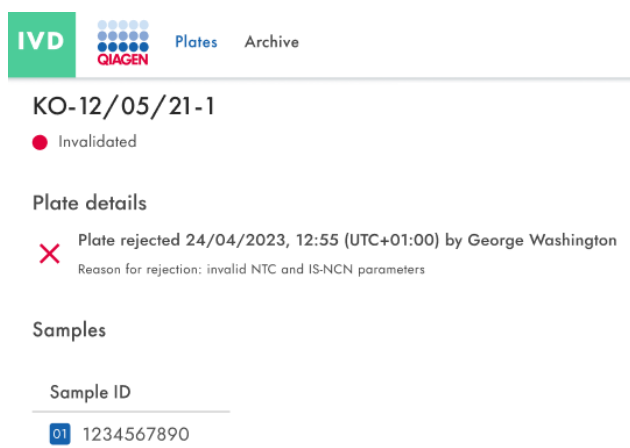 IVD
QIAGEN
Plates Archive
KO-12/05/21-1
Invalidated
Plate details
Plate rejected 24/04/2023, 12:55 (UTC+01:00) by George Washington
Reason for rejection: invalid NTC and IS-NCN parameters
Samples
Sample ID
01 1234567890